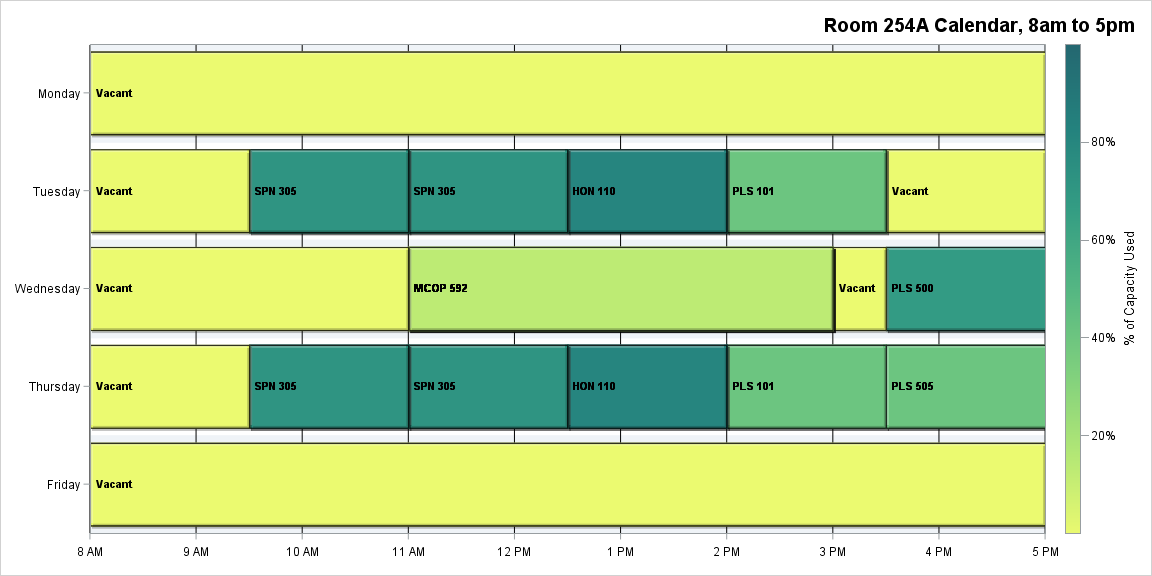 Room 254A Calendar, 8am to 5pm
Monday
Vacant
Tuesday
Vacant
SPN 305
SPN 305
HON 110
PLS 101
Vacant
Wednesday
Vacant
MCOP 592
Vacant
PLS 500
Thursday
Vacant
SPN 305
SPN 305
HON 110
PLS 101
PLS 505
Friday
Vacant
8 AM
9 AM
10 AM
11 AM
12 PM
1 PM
2 PM
3 PM
4 PM
5 PM
80%
60%
40%
20%
% of Capacity Used